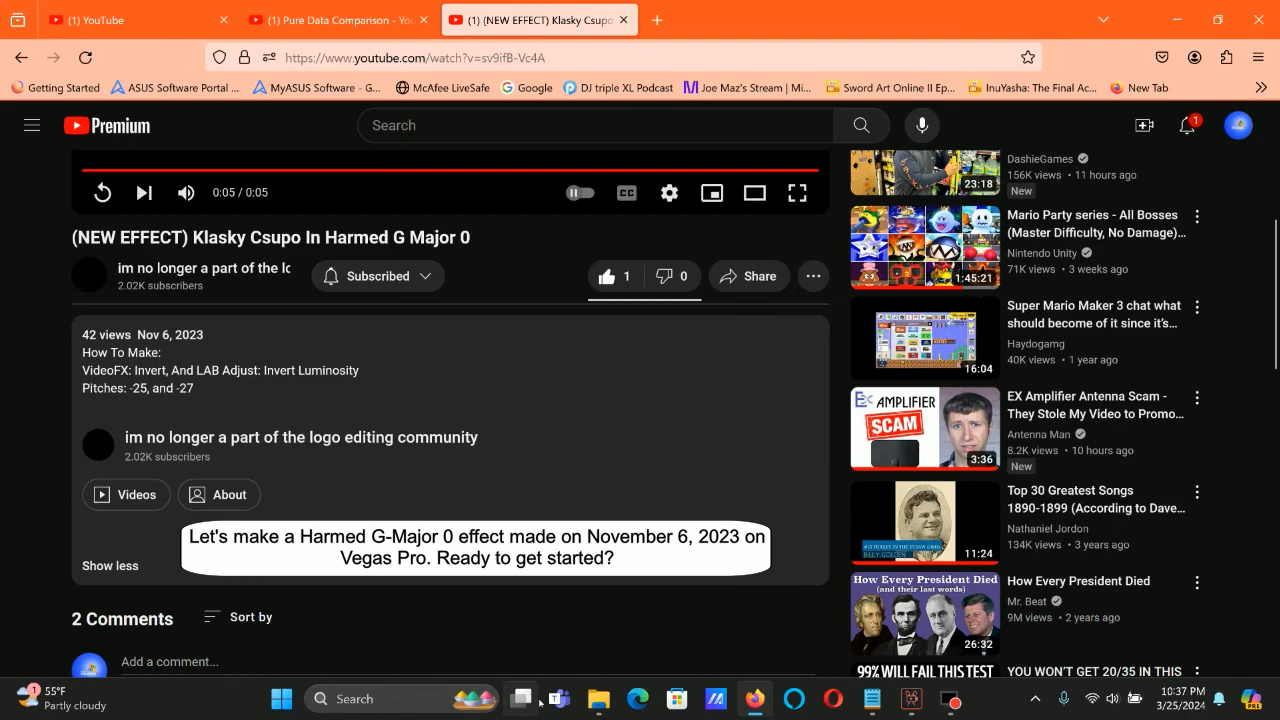 (1) YouTube
(1) Pure Data Comparison - You
(1) (NEW EFFECT) Klasky Csupo
https://www.youtube.com/watch?v=sv9ifB-Vc4A
Getting Started
ASUS Software Portal ...
MyASUS Software - G...
McAfee LiveSafe
Google
DJ triple XL Podcast
Joe Maz's Stream | Mi...
Sword Art Online II Ep...
InuYasha: The Final Ac...
New Tab
Premium
Search
1
0:05 / 0:05
CC
(NEW EFFECT) Klasky Csupo In Harmed G Major 0
im no longer a part of the lo
2.02K subscribers
Subscribed
1
0
Share
42 views Nov 6, 2023
How To Make:
VideoFX: Invert, And LAB Adjust: Invert Luminosity
Pitches: -25, and -27
im no longer a part of the logo editing community
2.02K subscribers
Videos
About
Let's make a Harmed G-Major 0 effect made on November 6, 2023 on
Vegas Pro. Ready to get started?
Show less
2 Comments
Sort by
Add a comment...
23:18
DashieGames
156K views • 11 hours ago
New
1:45:21
Mario Party series - All Bosses
(Master Difficulty, No Damage)...
Nintendo Unity
71K views • 3 weeks ago
16:04
Super Mario Maker 3 chat what
should become of it since it's...
Haydogamg
40K views • 1 year ago
AMPLIFIER
SCAM
3:36
EX Amplifier Antenna Scam -
They Stole My Video to Promo...
Antenna Man
8.2K views • 10 hours ago
New
BILLY GOLDEN
11:24
Top 30 Greatest Songs
1890-1899 (According to Dave...
Nathaniel Jordon
134K views • 3 years ago
How Every President Died
(and their last words)
26:32
How Every President Died
Mr. Beat
9M views • 2 years ago
99% WILL FAIL THIS TEST
YOU WON'T GET 20/35 IN THIS
1
55°F
Partly cloudy
Search
10:37 PM
3/25/2024
PRE